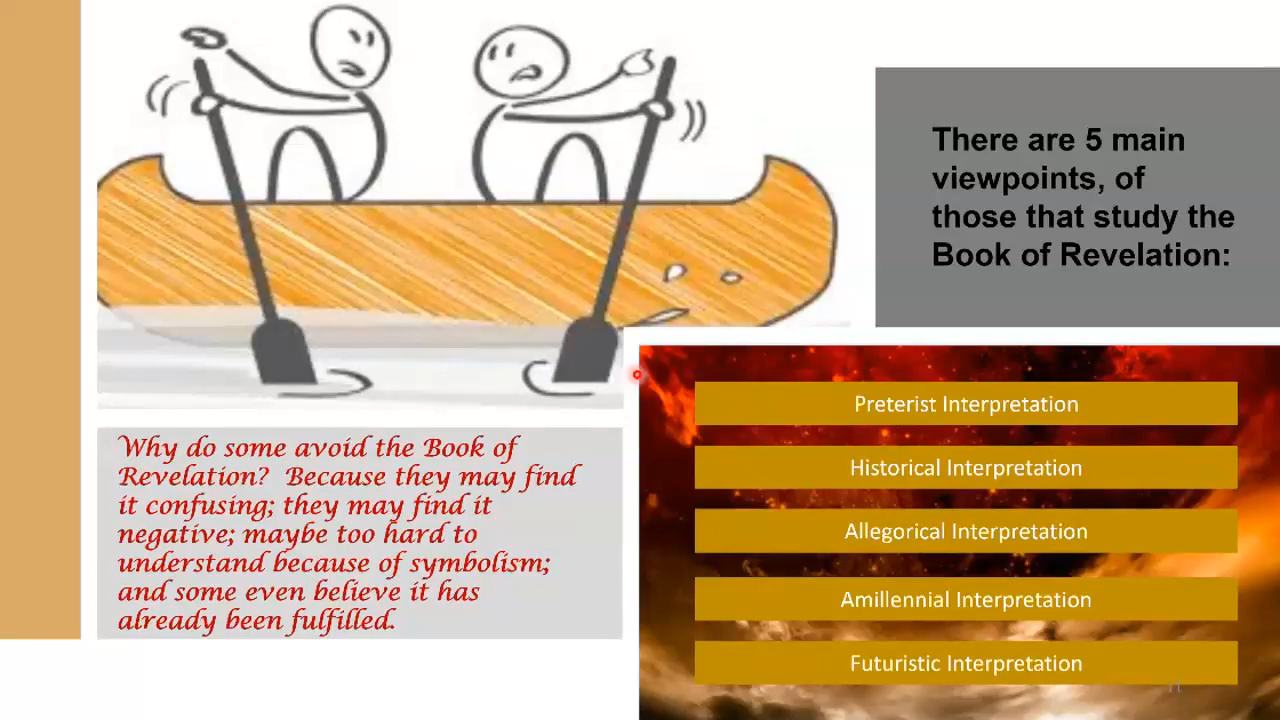 There are 5 main
viewpoints, of
those that study the
Book of Revelation:
Why do some avoid the Book of
Revelation?  Because they may find
it confusing; they may find it
negative; maybe too hard to
understand because of symbolism;
and some even believe it has
already been fulfilled.
Preterist Interpretation
Historical Interpretation
Allegorical Interpretation
Amillennial Interpretation
Futuristic Interpretation
11